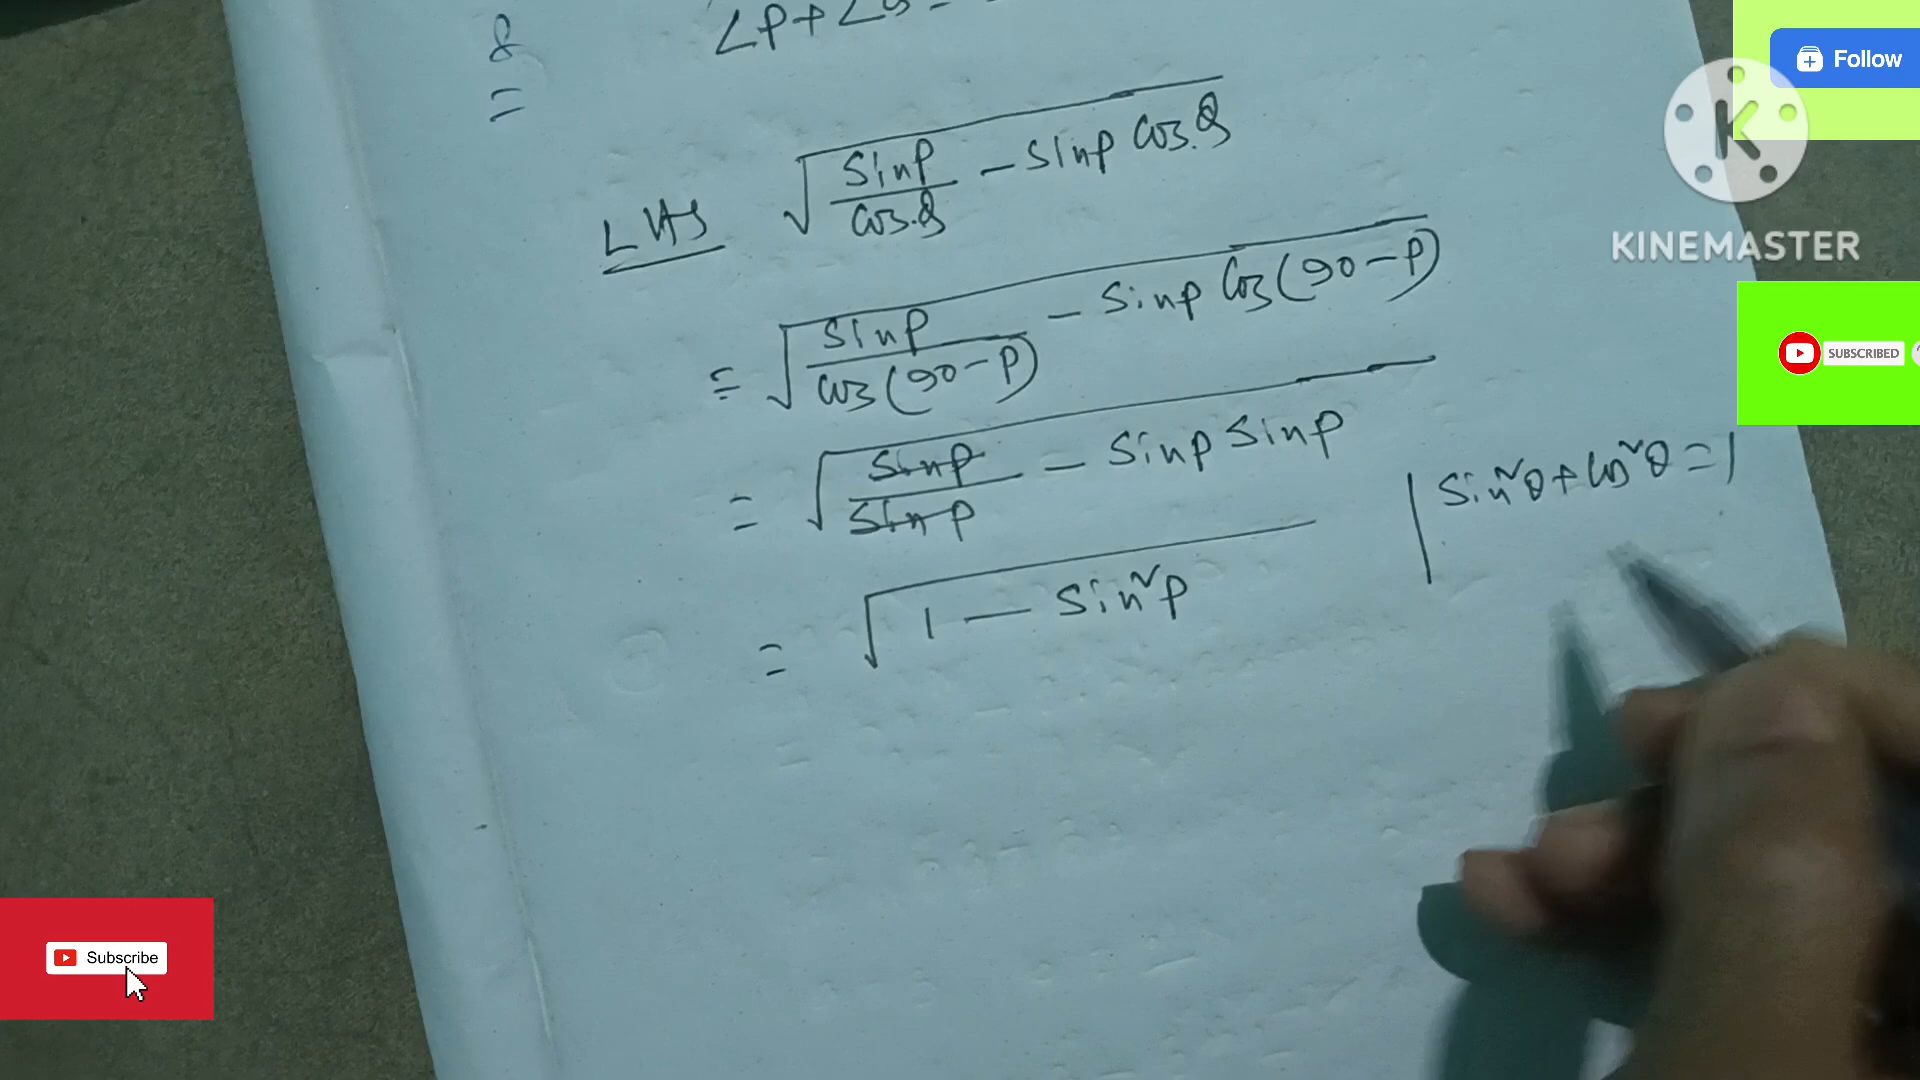 ∠P+∠Q=
LHS √(SinP/Cos.Q - SinP Cos.Q)
= √(SinP/Cos(90-P) - SinP Cos(90-P))
= √(SinP/SinP - SinP SinP)
= √(1 - Sin²P)
Sin²θ+Cos²θ=1
Follow
KINEMASTER
SUBSCRIBED
Subscribe